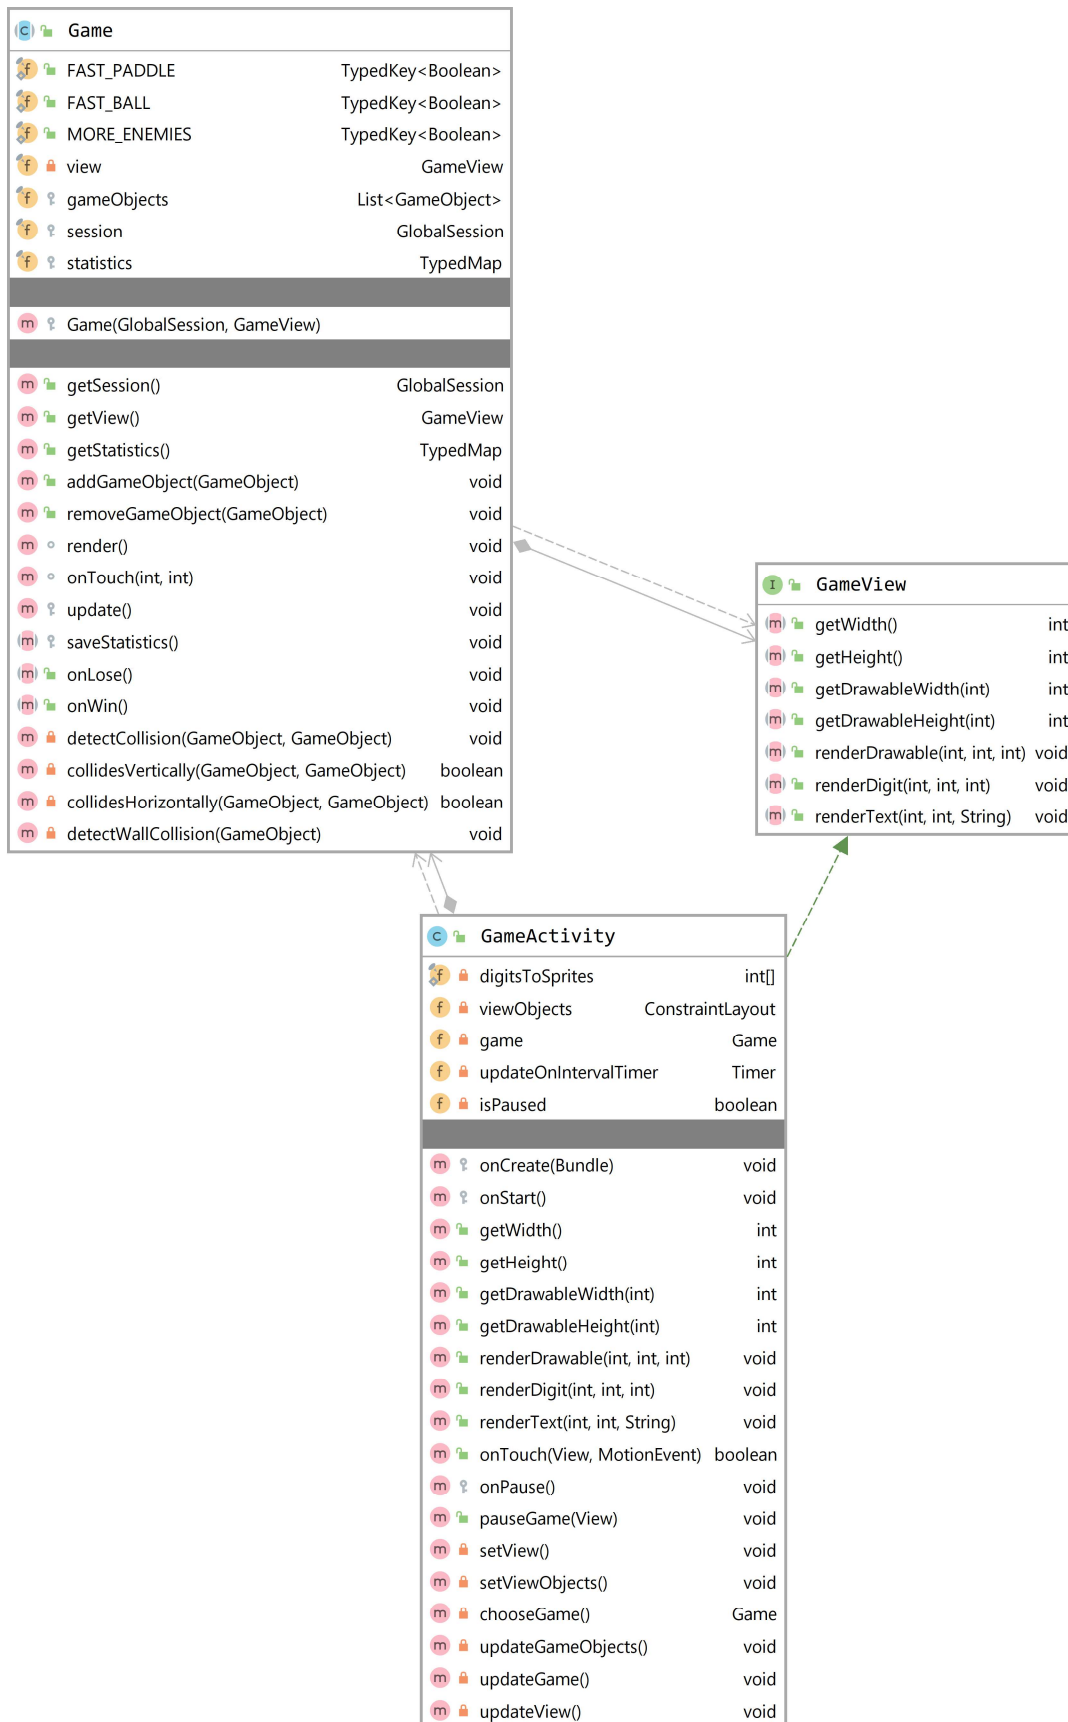 Game
FAST_PADDLE TypedKey<Boolean>
FAST_BALL TypedKey<Boolean>
MORE_ENEMIES TypedKey<Boolean>
view GameView
gameObjects List<GameObject>
session GlobalSession
statistics TypedMap
Game(GlobalSession, GameView)
getSession() GlobalSession
getView() GameView
getStatistics() TypedMap
addGameObject(GameObject) void
removeGameObject(GameObject) void
render() void
onTouch(int, int) void
update() void
saveStatistics() void
onLose() void
onWin() void
detectCollision(GameObject, GameObject) void
collidesVertically(GameObject, GameObject) boolean
collidesHorizontally(GameObject, GameObject) boolean
detectWallCollision(GameObject) void
GameView
getWidth() int
getHeight() int
getDrawableWidth(int) int
getDrawableHeight(int) int
renderDrawable(int, int, int) void
renderDigit(int, int, int) void
renderText(int, int, String) void
GameActivity
digitsToSprites int[]
viewObjects ConstraintLayout
game Game
updateOnIntervalTimer Timer
isPaused boolean
onCreate(Bundle) void
onStart() void
getWidth() int
getHeight() int
getDrawableWidth(int) int
getDrawableHeight(int) int
renderDrawable(int, int, int) void
renderDigit(int, int, int) void
renderText(int, int, String) void
onTouch(View, MotionEvent) boolean
onPause() void
pauseGame(View) void
setView() void
setViewObjects() void
chooseGame() Game
updateGameObjects() void
updateGame() void
updateView() void